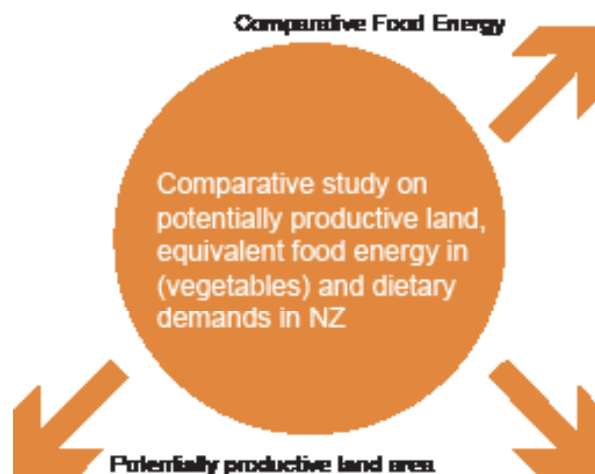 Comparative Food Energy
Comparative study on
potentially productive land,
equivalent food energy in
(vegetables) and dietary
demands in NZ
Potentially productive land area